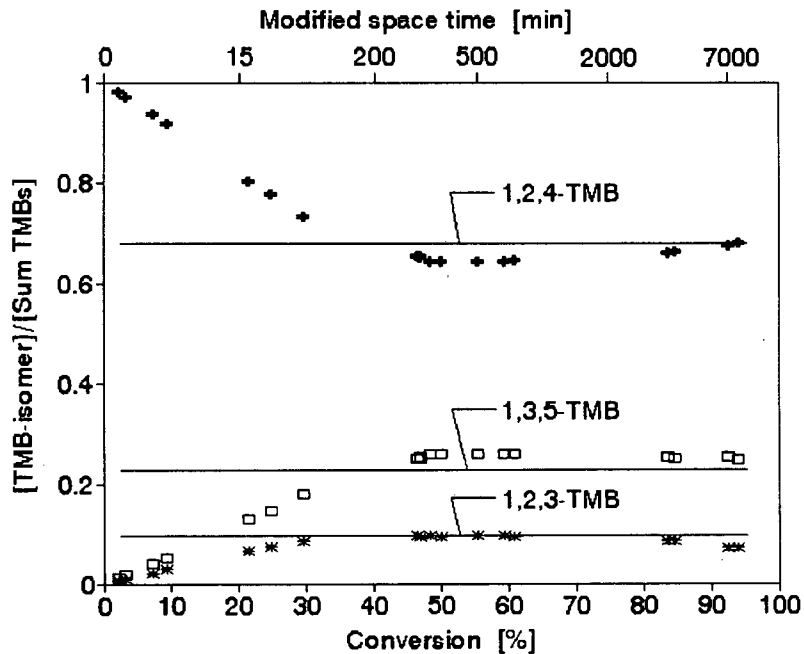 Modified space time [min]
0 15 200 500 2000 7000
[TMB-isomer]/[Sum TMBs]
1
0.8
0.6
0.4
0.2
0
1,2,4-TMB
1,3,5-TMB
1,2,3-TMB
0 10 20 30 40 50 60 70 80 90 100
Conversion [%]